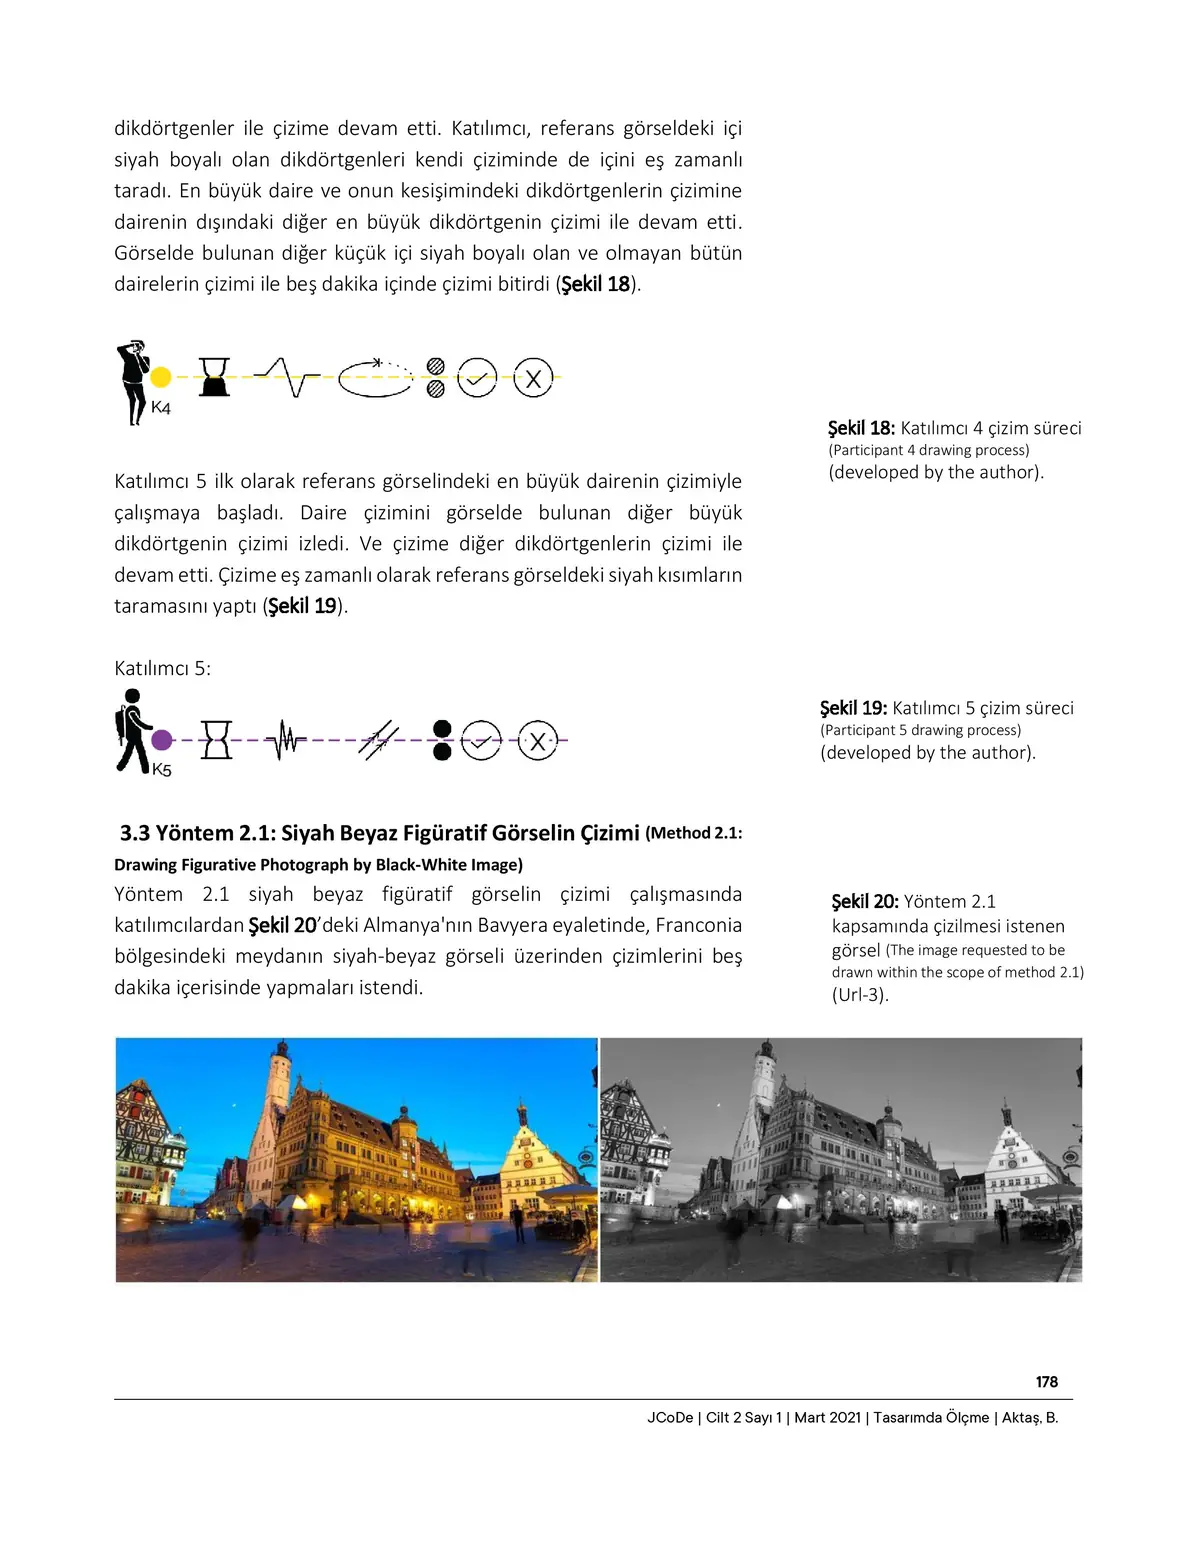 dikdörtgenler ile çizime devam etti. Katılımcı, referans görseldeki içi
siyah boyalı olan dikdörtgenleri kendi çiziminde de içini eş zamanlı
taradı. En büyük daire ve onun kesişimindeki dikdörtgenlerin çizimine
dairenin dışındaki diğer en büyük dikdörtgenin çizimi ile devam etti.
Görselde bulunan diğer küçük içi siyah boyalı olan ve olmayan bütün
dairelerin çizimi ile beş dakika içinde çizimi bitirdi (Şekil 18).
K4
X
Şekil 18: Katılımcı 4 çizim süreci
(Participant 4 drawing process)
(developed by the author).
Katılımcı 5 ilk olarak referans görselindeki en büyük dairenin çizimiyle
çalışmaya başladı. Daire çizimini görselde bulunan diğer büyük
dikdörtgenin çizimi izledi. Ve çizime diğer dikdörtgenlerin çizimi ile
devam etti. Çizime eş zamanlı olarak referans görseldeki siyah kısımların
taramasını yaptı (Şekil 19).
Katılımcı 5:
K5
X
Şekil 19: Katılımcı 5 çizim süreci
(Participant 5 drawing process)
(developed by the author).
3.3 Yöntem 2.1: Siyah Beyaz Figüratif Görselin Çizimi (Method 2.1:
Drawing Figurative Photograph by Black-White Image)
Yöntem 2.1 siyah beyaz figüratif görselin çizimi çalışmasında
katılımcılardan Şekil 20’deki Almanya'nın Bavyera eyaletinde, Franconia
bölgesindeki meydanın siyah-beyaz görseli üzerinden çizimlerini beş
dakika içerisinde yapmaları istendi.
Şekil 20: Yöntem 2.1
kapsamında çizilmesi istenen
görsel (The image requested to be
drawn within the scope of method 2.1)
(Url-3).
178
JCoDe | Cilt 2 Sayı 1 | Mart 2021 | Tasarımda Ölçme | Aktaş, B.